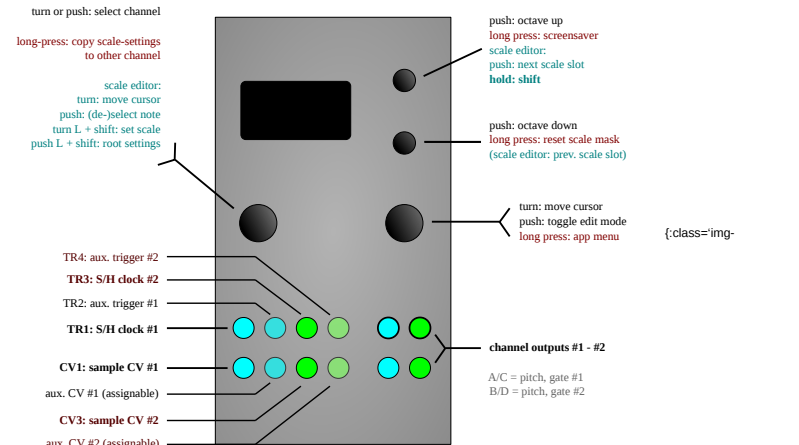 turn or push: select channel
long-press: copy scale-settings
to other channel
scale editor:
turn: move cursor
push: (de-)select note
turn L + shift: set scale
push L + shift: root settings
push: octave up
long press: screensaver
scale editor:
push: next scale slot
hold: shift
push: octave down
long press: reset scale mask
(scale editor: prev. scale slot)
turn: move cursor
push: toggle edit mode
long press: app menu
{:class='img-
TR4: aux. trigger #2
TR3: S/H clock #2
TR2: aux. trigger #1
TR1: S/H clock #1
CV1: sample CV #1
aux. CV #1 (assignable)
CV3: sample CV #2
aux. CV #2 (assignable)
channel outputs #1 - #2
A/C = pitch, gate #1
B/D = pitch, gate #2